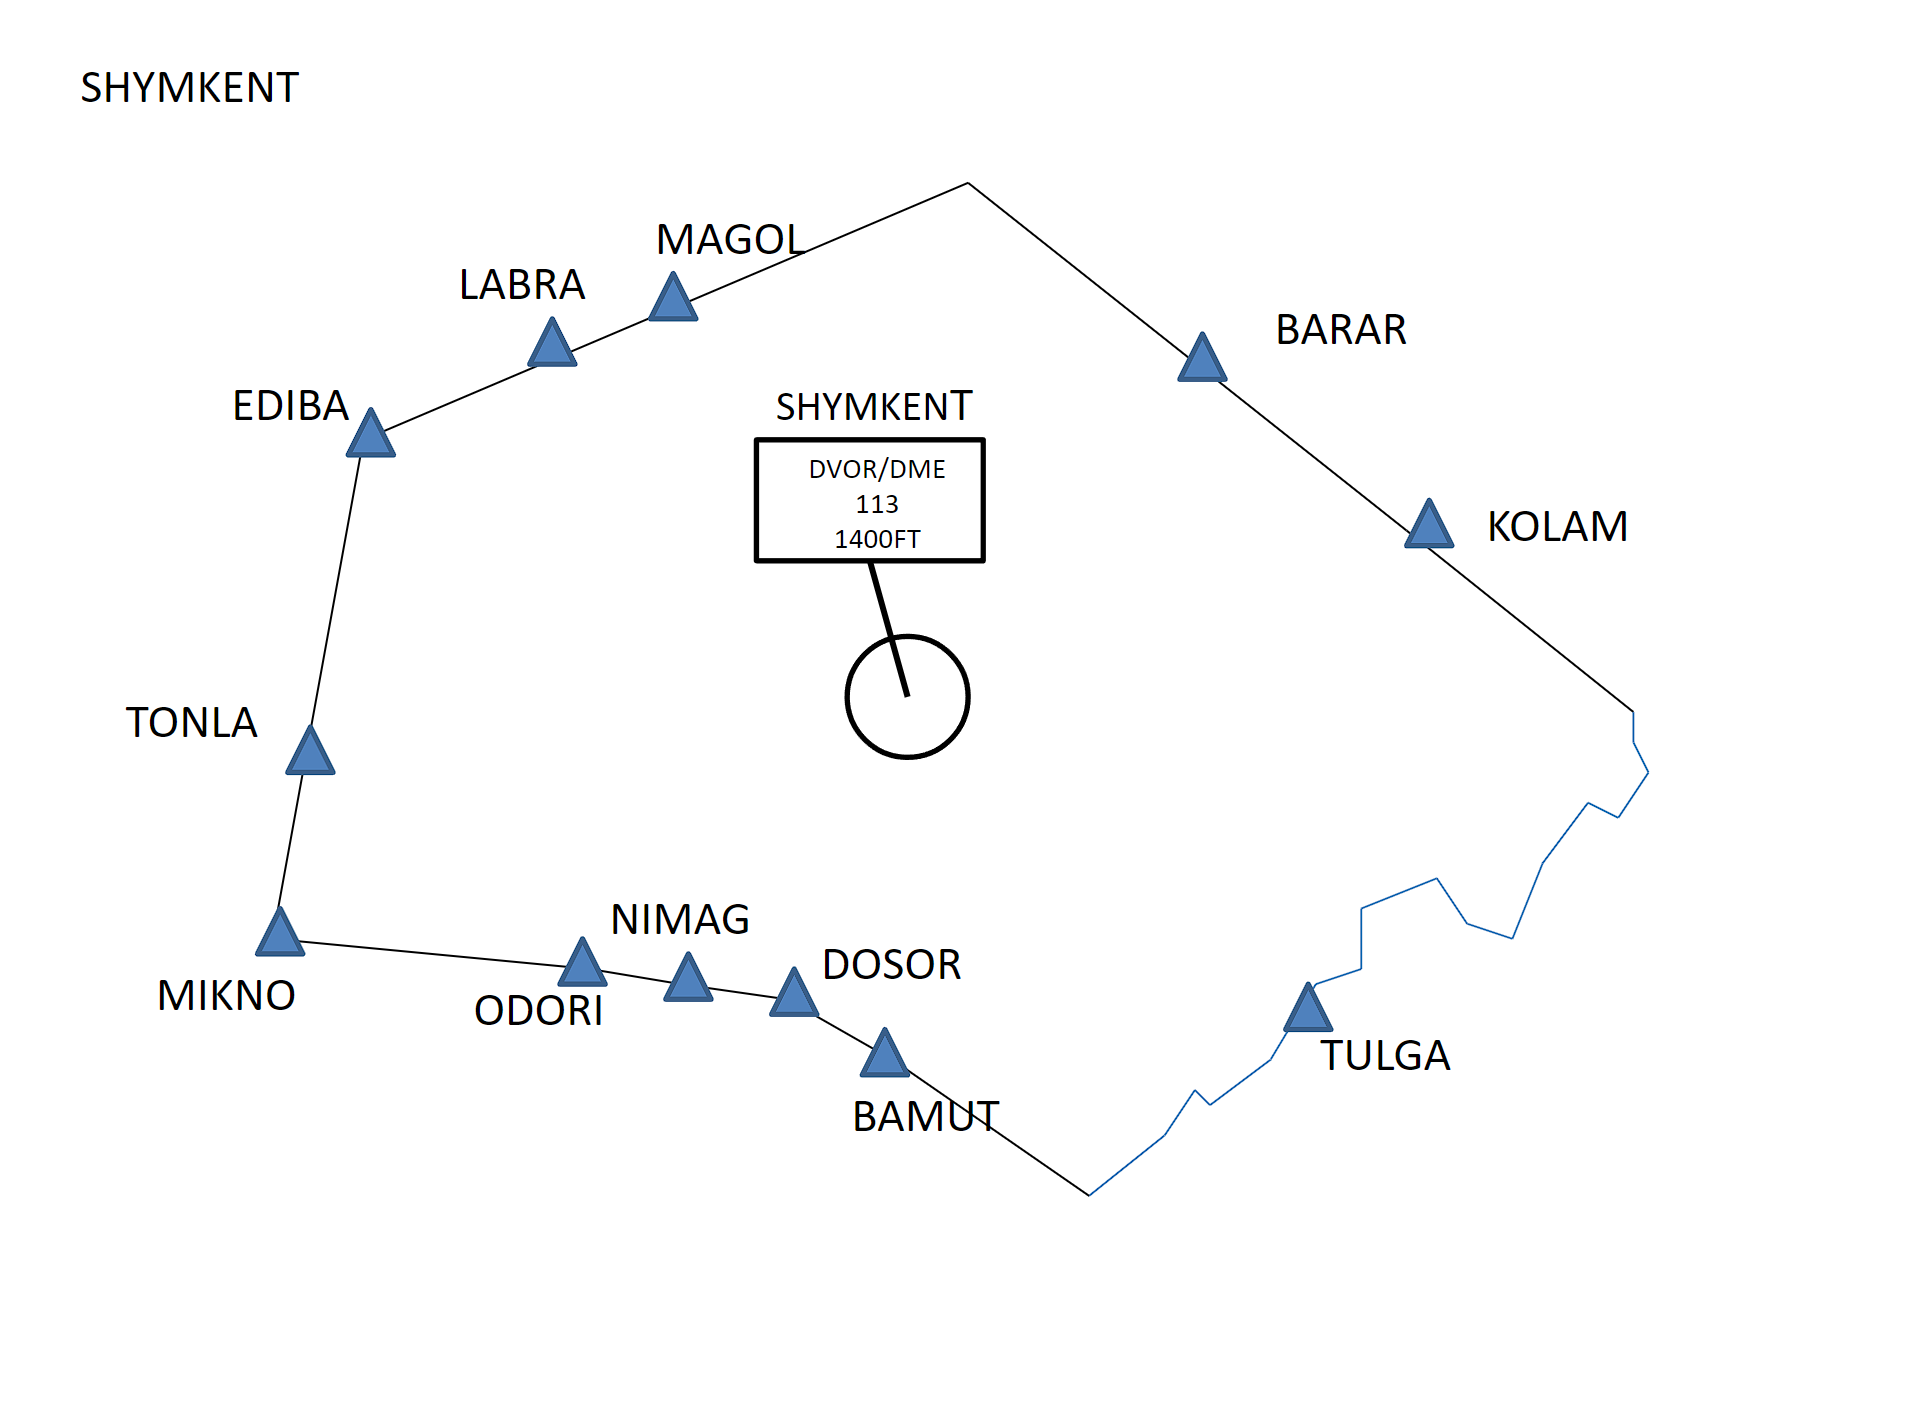 SHYMKENT
MAGOL
LABRA
BARAR
EDIBA
SHYMKENT
DVOR/DME
113
1400FT
KOLAM
TONLA
NIMAG
DOSOR
MIKNO
ODORI
TULGA
BAMUT